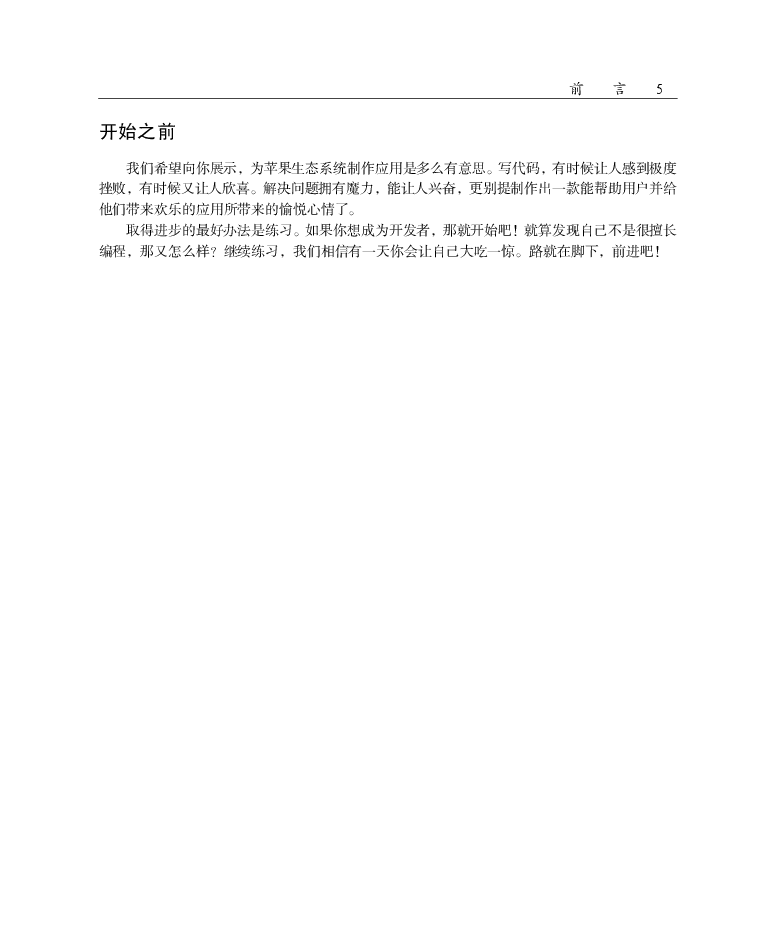 前 言 5
开始之前
我们希望向你展示，为苹果生态系统制作应用是多么有意思。写代码，有时候让人感到极度
挫败，有时候又让人欣喜。解决问题拥有魔力，能让人兴奋，更别提制作出一款能帮助用户并给
他们带来欢乐的应用所带来的愉悦心情了。
取得进步的最好办法是练习。如果你想成为开发者，那就开始吧！就算发现自己不是很擅长
编程，那又怎么样？继续练习，我们相信有一天你会让自己大吃一惊。路就在脚下，前进吧！